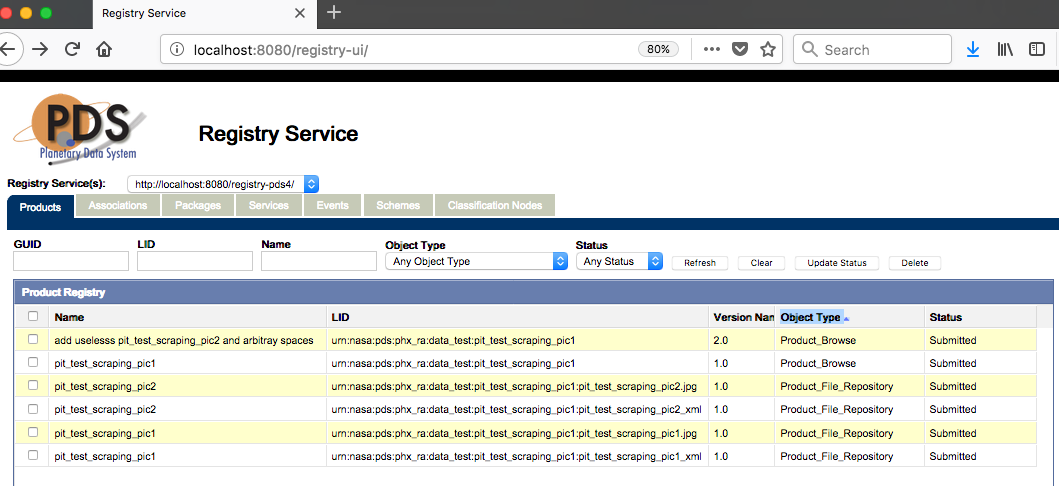 Registry Service
localhost:8080/registry-ui/ 80% Search
PDS
Planetary Data System
Registry Service
Registry Service(s): http://localhost:8080/registry-pds4/
Products Associations Packages Services Events Schemes Classification Nodes
GUID LID Name Object Type Status
Any Object Type Any Status Refresh Clear Update Status Delete
Product Registry
Name LID Version Nam Object Type Status
add uselesss pit_test_scraping_pic2 and arbitray spaces urn:nasa:pds:phx_ra:data_test:pit_test_scraping_pic1 2.0 Product_Browse Submitted
pit_test_scraping_pic1 urn:nasa:pds:phx_ra:data_test:pit_test_scraping_pic1 1.0 Product_Browse Submitted
pit_test_scraping_pic2 urn:nasa:pds:phx_ra:data_test:pit_test_scraping_pic1:pit_test_scraping_pic2.jpg 1.0 Product_File_Repository Submitted
pit_test_scraping_pic2 urn:nasa:pds:phx_ra:data_test:pit_test_scraping_pic1:pit_test_scraping_pic2_xml 1.0 Product_File_Repository Submitted
pit_test_scraping_pic1 urn:nasa:pds:phx_ra:data_test:pit_test_scraping_pic1:pit_test_scraping_pic1.jpg 1.0 Product_File_Repository Submitted
pit_test_scraping_pic1 urn:nasa:pds:phx_ra:data_test:pit_test_scraping_pic1:pit_test_scraping_pic1_xml 1.0 Product_File_Repository Submitted